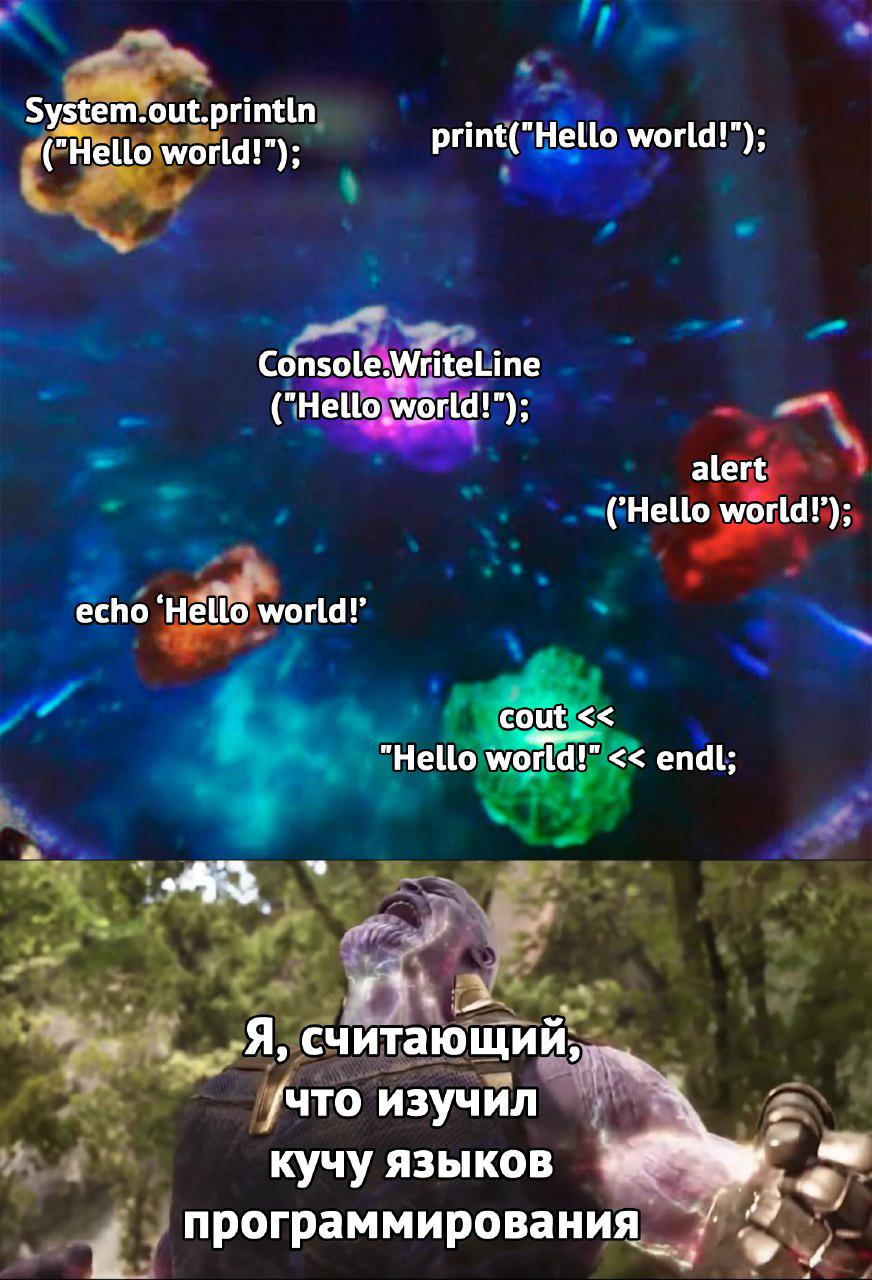 System.out.println
("Hello world!");
print("Hello world!");
Console.WriteLine
("Hello world!");
alert
(’Hello world!’);
echo ‘Hello world!’
cout <<
"Hello world!" << endl;
Я, считающий,
что изучил
кучу языков
программирования